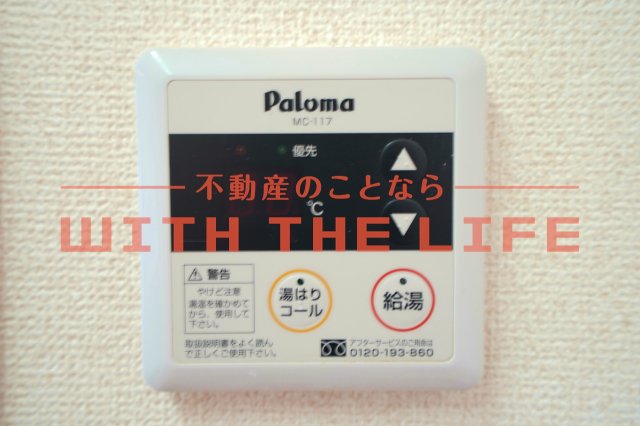 Paloma
MC-117
優先
不動産のことなら
℃
WITH THE LIFE
⚠警告
やけど注意
湯温を確かめて
から、使用して
下さい。
湯はり
コール
給湯
取扱説明書をよく読ん
で正しくご使用下さい。
アフターサービスのご用命は
0120-193-860